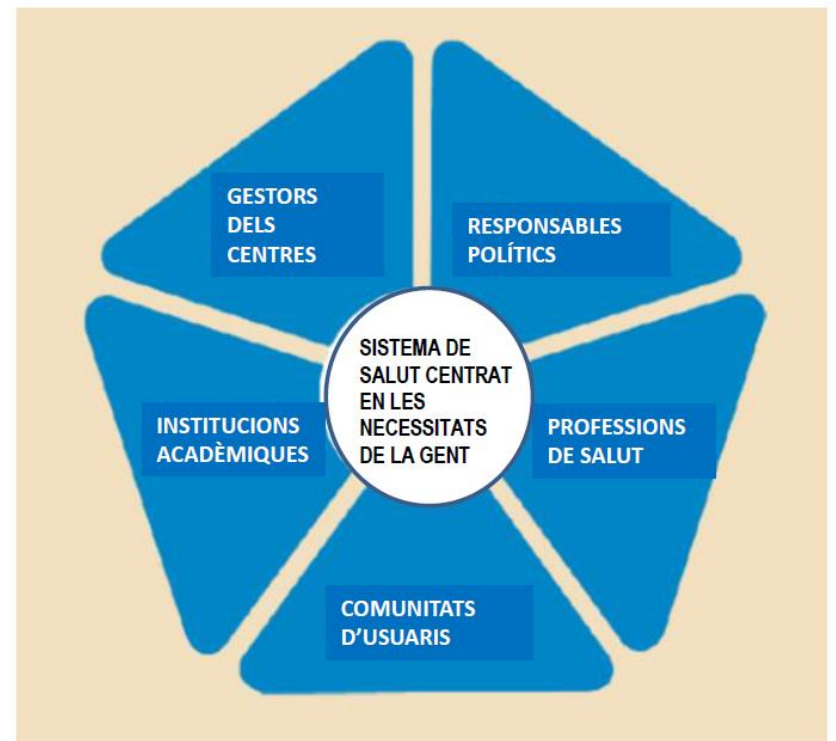 GESTORS
DELS
CENTRES
RESPONSABLES
POLÍTICS
SISTEMA DE
SALUT CENTRAT
EN LES
NECESSITATS
DE LA GENT
INSTITUCIONS
ACADÈMIQUES
PROFESSIONS
DE SALUT
COMUNITATS
D’USUARIS